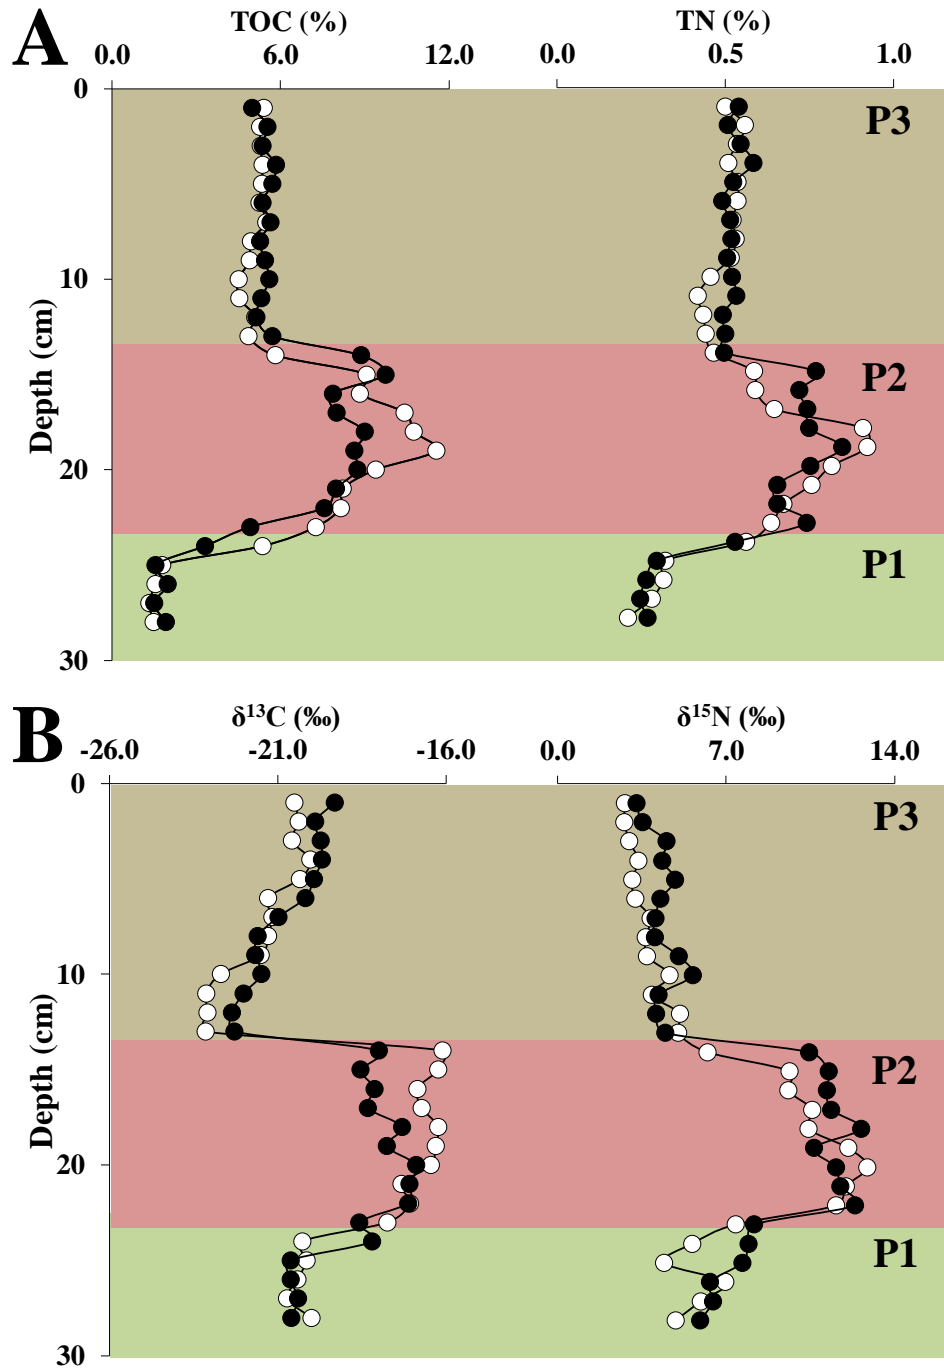 A
TOC (%)
TN (%)
0.0 6.0 12.0 0.0 0.5 1.0
0
P3
10
P2
Depth (cm)
20
P1
30
B
δ¹³C (‰)
δ¹⁵N (‰)
-26.0 -21.0 -16.0 0.0 7.0 14.0
0
P3
10
P2
Depth (cm)
20
P1
30